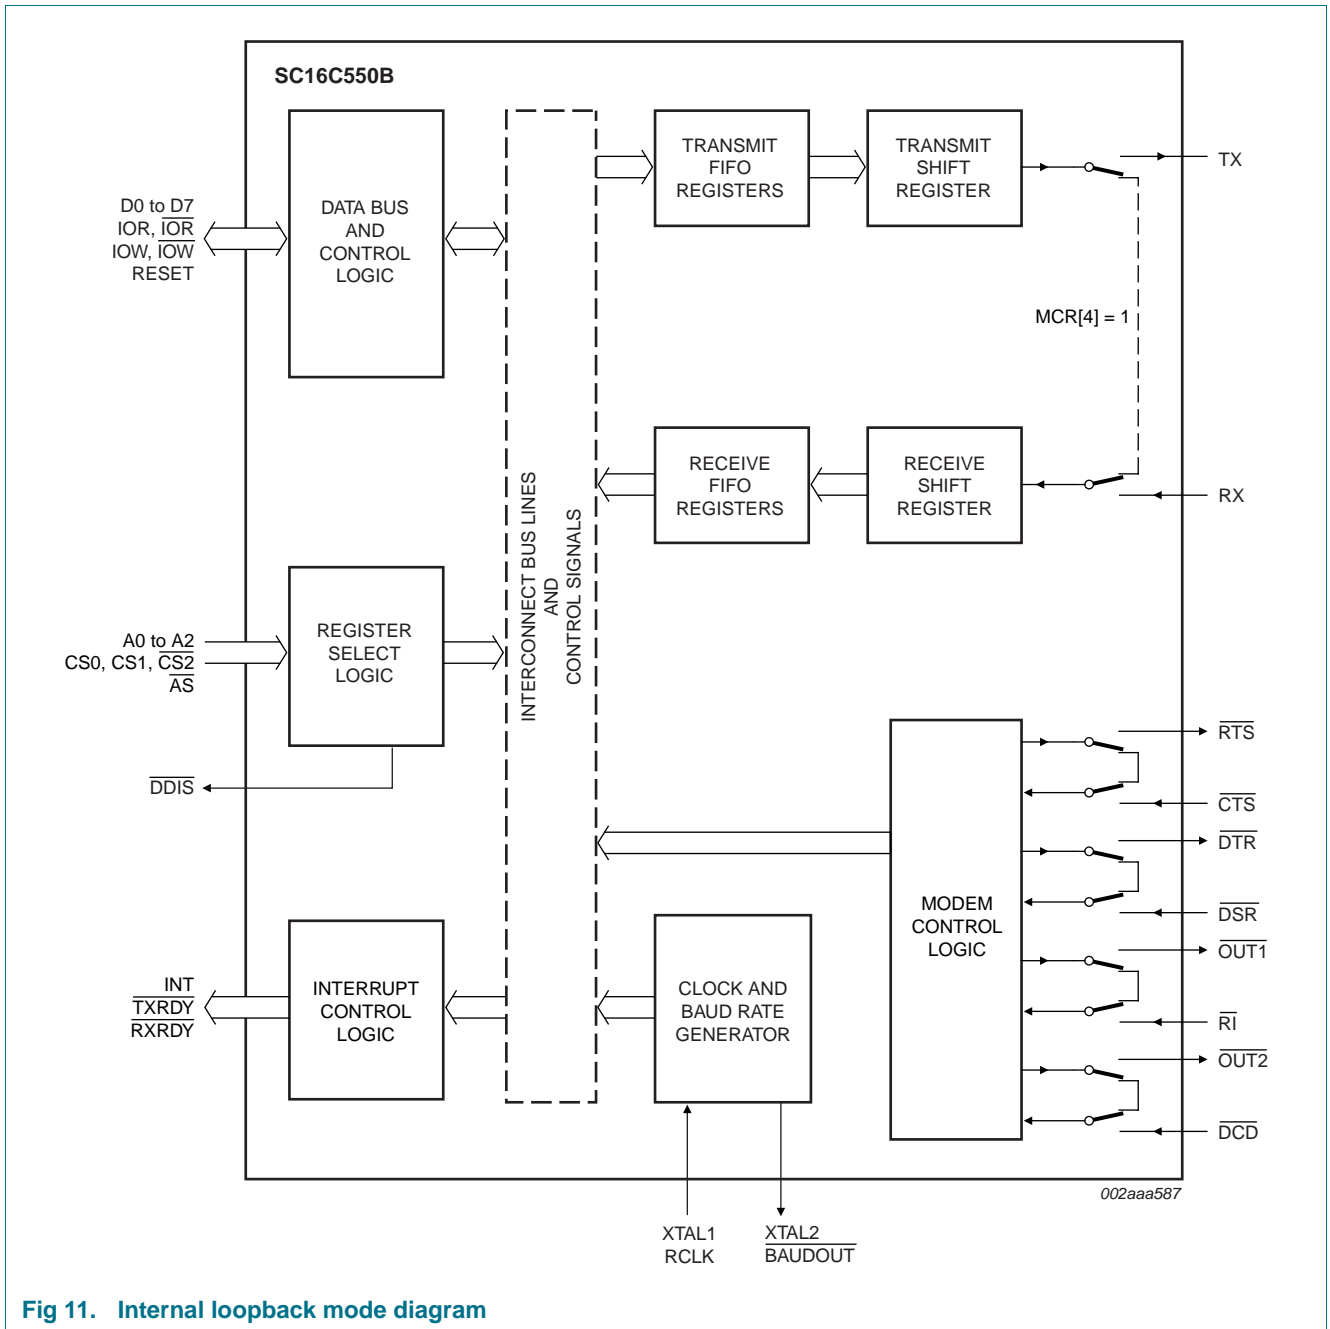 SC16C550B
D0 to D7
IOR, IOR
IOW, IOW
RESET
DATA BUS
AND
CONTROL
LOGIC
TRANSMIT
FIFO
REGISTERS
TRANSMIT
SHIFT
REGISTER
TX
MCR[4] = 1
RECEIVE
FIFO
REGISTERS
RECEIVE
SHIFT
REGISTER
RX
INTERCONNECT BUS LINES
AND
CONTROL SIGNALS
A0 to A2
CS0, CS1, CS2
AS
REGISTER
SELECT
LOGIC
DDIS
RTS
CTS
DTR
MODEM
CONTROL
LOGIC
DSR
OUT1
RI
OUT2
DCD
INT
TXRDY
RXRDY
INTERRUPT
CONTROL
LOGIC
CLOCK AND
BAUD RATE
GENERATOR
XTAL1
RCLK
XTAL2
BAUDOUT
002aaa587
Fig 11. Internal loopback mode diagram